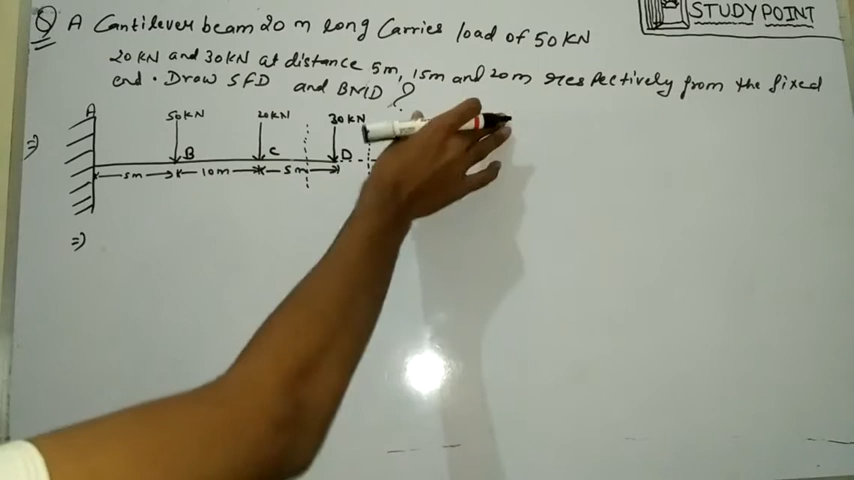 STUDY POINT
Q A Cantilever beam 20 m long Carries load of 50 KN
20 KN and 30 KN at distance 5m, 15m and 20m respectively from the fixed
end. Draw SFD and BMD ?
A
50KN 20KN 30KN
=)
B C D
5m 10m 5m
=)